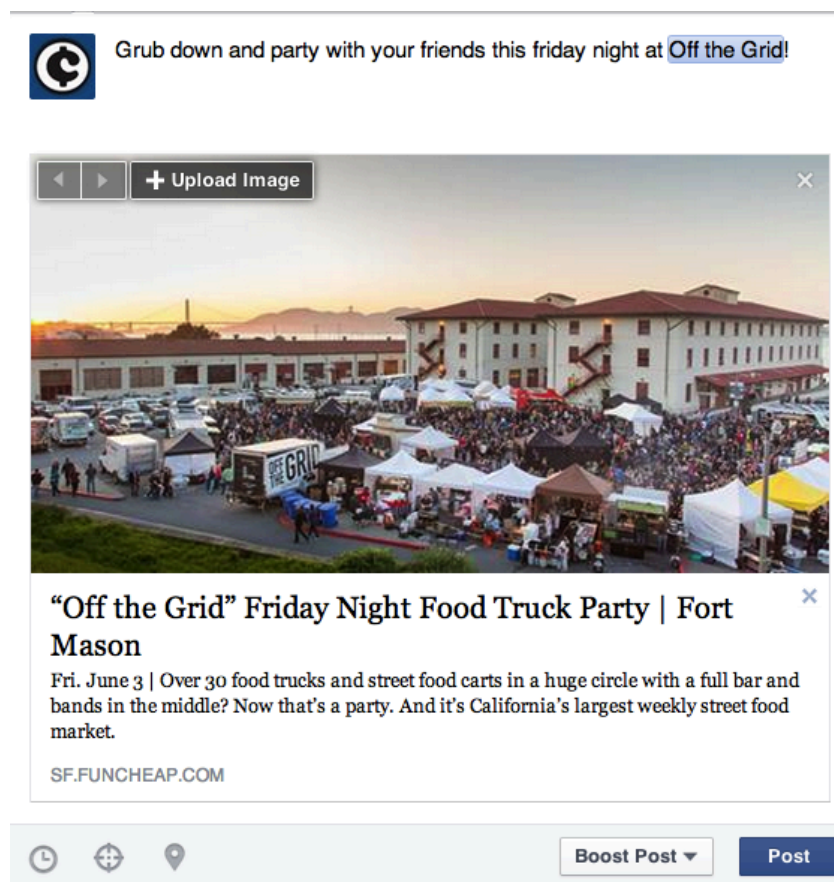 Grub down and party with your friends this friday night at Off the Grid!
+ Upload Image
OFF
THE GRID
“Off the Grid” Friday Night Food Truck Party | Fort
Mason
Fri. June 3 | Over 30 food trucks and street food carts in a huge circle with a full bar and
bands in the middle? Now that’s a party. And it’s California’s largest weekly street food
market.
SF.FUNCHEAP.COM
Boost Post
Post